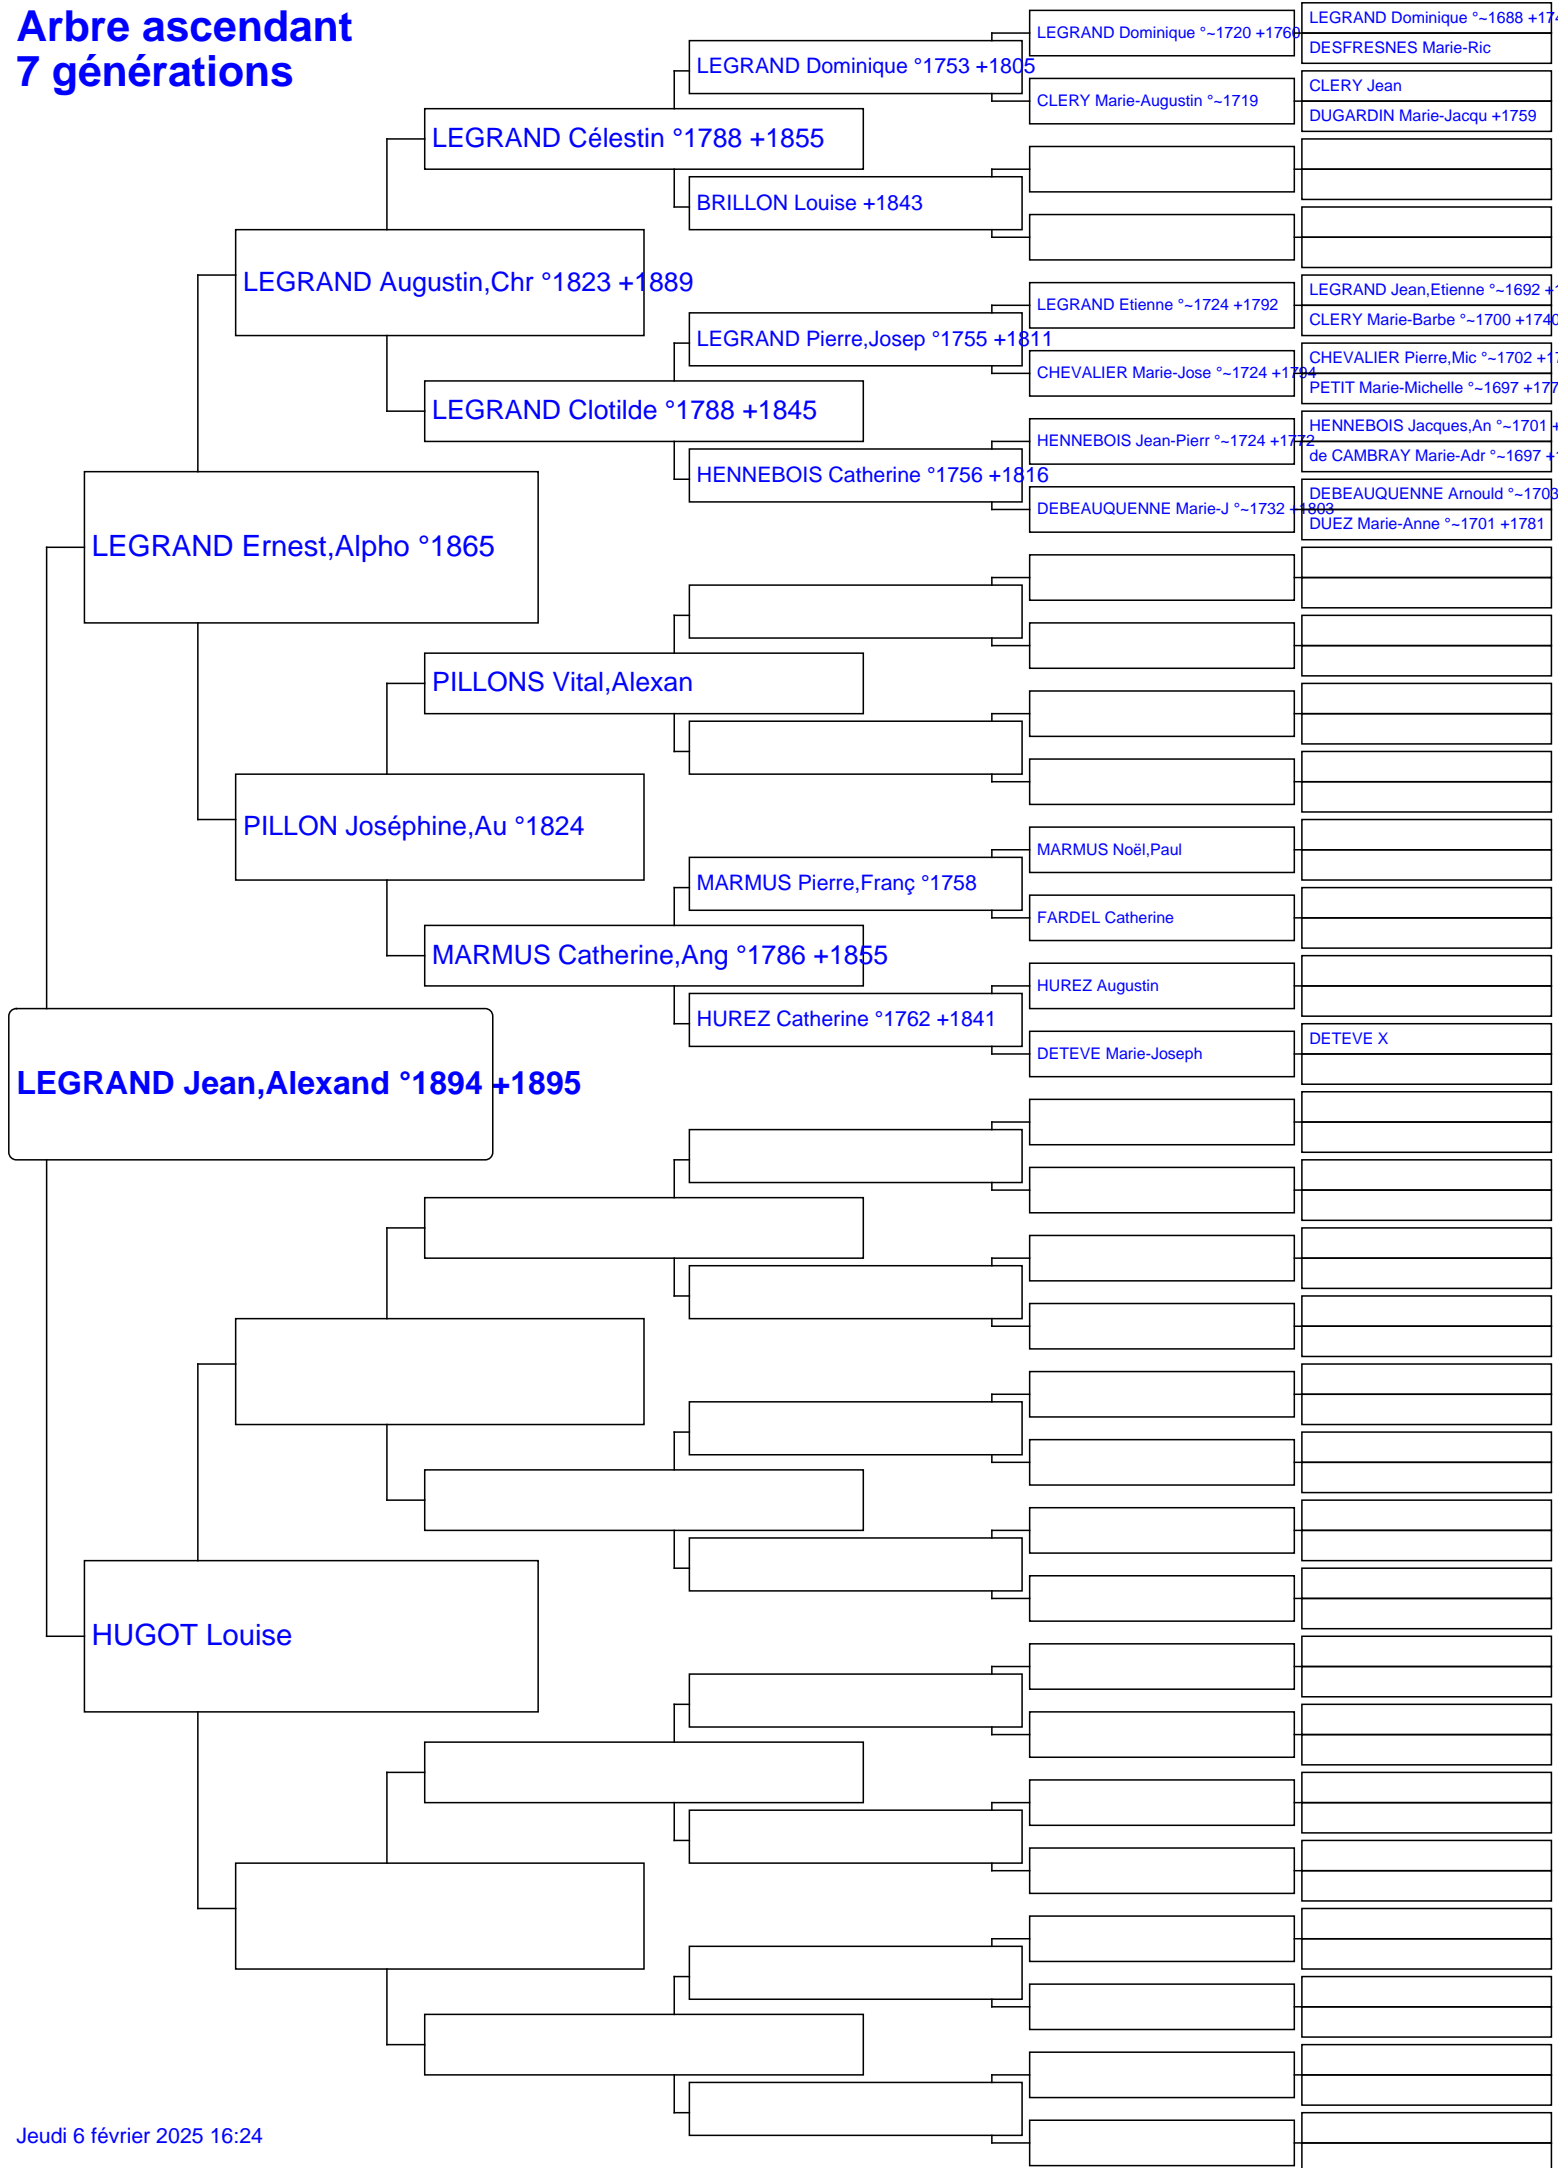 Arbre ascendant
7 générations
LEGRAND Dominique °~1688 +174
LEGRAND Dominique °~1720 +1760
DESFRESNES Marie-Ric
LEGRAND Dominique °1753 +1805
CLERY Jean
CLERY Marie-Augustin °~1719
DUGARDIN Marie-Jacqu +1759
LEGRAND Célestin °1788 +1855
BRILLON Louise +1843
LEGRAND Augustin,Chr °1823 +1889
LEGRAND Jean,Etienne °~1692 +1
LEGRAND Etienne °~1724 +1792
CLERY Marie-Barbe °~1700 +1740
LEGRAND Pierre,Josep °1755 +1811
CHEVALIER Pierre,Mic °~1702 +17
CHEVALIER Marie-Jose °~1724 +1794
PETIT Marie-Michelle °~1697 +177
LEGRAND Clotilde °1788 +1845
HENNEBOIS Jacques,An °~1701 +
HENNEBOIS Jean-Pierr °~1724 +1772
de CAMBRAY Marie-Adr °~1697 +1
HENNEBOIS Catherine °1756 +1816
DEBEAUQUENNE Arnould °~1703
DEBEAUQUENNE Marie-J °~1732 +1803
DUEZ Marie-Anne °~1701 +1781
LEGRAND Ernest,Alpho °1865
PILLONS Vital,Alexan
PILLON Joséphine,Au °1824
MARMUS Noël,Paul
MARMUS Pierre,Franç °1758
FARDEL Catherine
MARMUS Catherine,Ang °1786 +1855
HUREZ Augustin
HUREZ Catherine °1762 +1841
DETEVE X
DETEVE Marie-Joseph
LEGRAND Jean,Alexand °1894 +1895
HUGOT Louise
Jeudi 6 février 2025 16:24